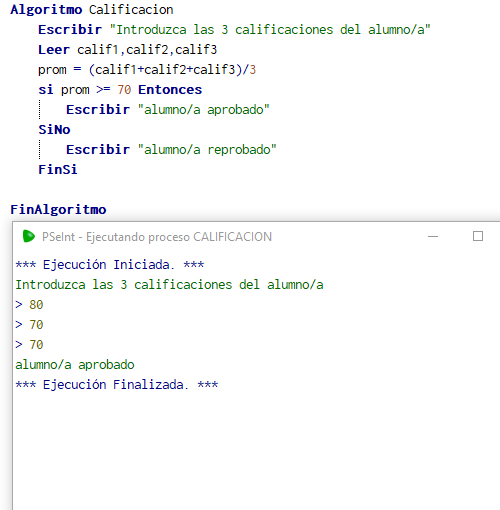 Algoritmo Calificacion
Escribir "Introduzca las 3 calificaciones del alumno/a"
Leer calif1,calif2,calif3
prom = (calif1+calif2+calif3)/3
si prom >= 70 Entonces
Escribir "alumno/a aprobado"
SiNo
Escribir "alumno/a reprobado"
FinSi
FinAlgoritmo
PSeInt - Ejecutando proceso CALIFICACION
*** Ejecución Iniciada. ***
Introduzca las 3 calificaciones del alumno/a
> 80
> 70
> 70
alumno/a aprobado
*** Ejecución Finalizada. ***